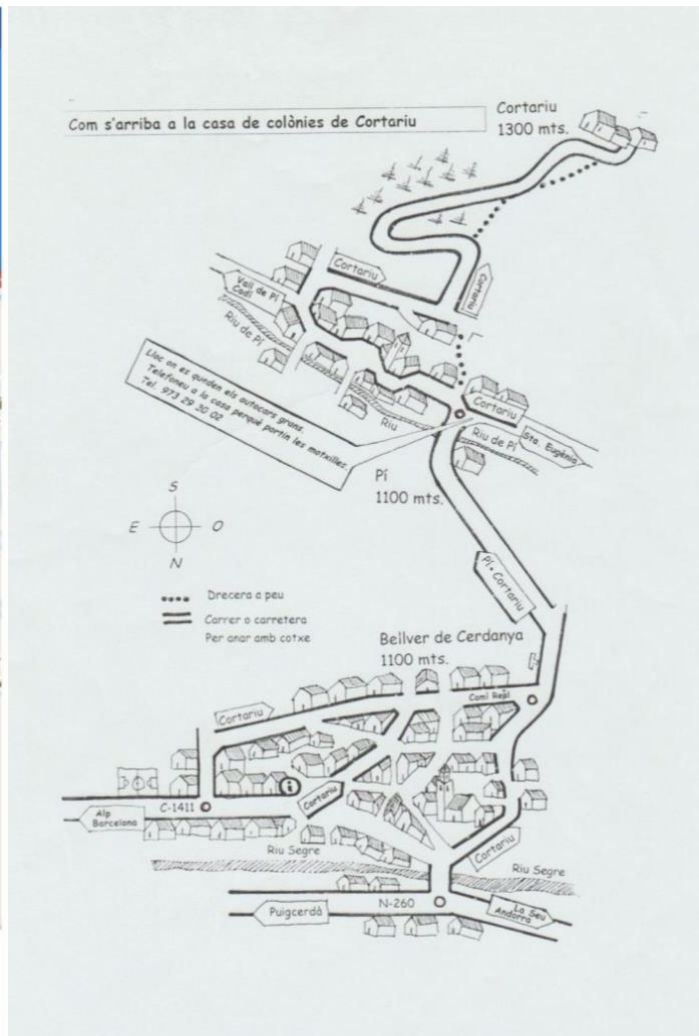 Com s'arriba a la casa de colònies de Cortariu
Cortariu
1300 mts.
Cortariu
Cortariu
Vall de Pí
Cadí
Riu de Pí
Lloc on es queden els autocars grans.
Telefoneu a la casa perquè portin les motxilles.
Tel. 973 29 30 02
Cortariu
Sta. Eugènia
Riu
Riu de Pí
Pí
1100 mts.
S
E
O
N
Pí • Cortariu
Drecera a peu
Carrer o carretera
Per anar amb cotxe
Bellver de Cerdanya
1100 mts.
Camí Reial
Cortariu
i
Cortariu
C-1411
Alp
Barcelona
Cortariu
Riu Segre
Riu Segre
N-260
Puigcerdà
La Seu
Andorra